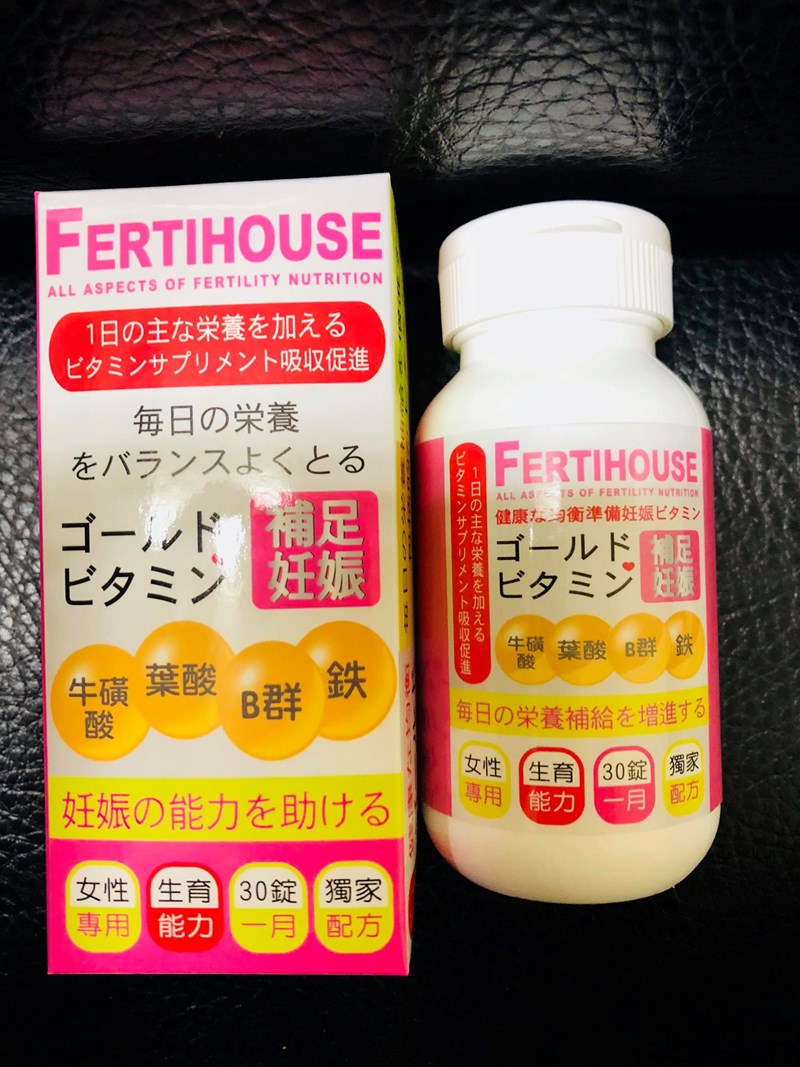 FERTIHOUSE
ALL ASPECTS OF FERTILITY NUTRITION
1日の主な栄養を加える
ビタミンサプリメント吸収促進
毎日の栄養
をバランスよくとる
ゴールド
ビタミン
補足
妊娠
牛磺
酸
葉酸
B群
鉄
妊娠の能力を助ける
女性
專用
生育
能力
30錠
一月
獨家
配方
FERTIHOUSE
ALL ASPECTS OF FERTILITY NUTRITION
1日の主な栄養を加える
ビタミンサプリメント吸収促進
健康な均衡準備妊娠ビタミン
ゴールド
ビタミン
補足
妊娠
牛磺
酸
葉酸
B群
鉄
毎日の栄養補給を増進する
女性
專用
生育
能力
30錠
一月
獨家
配方